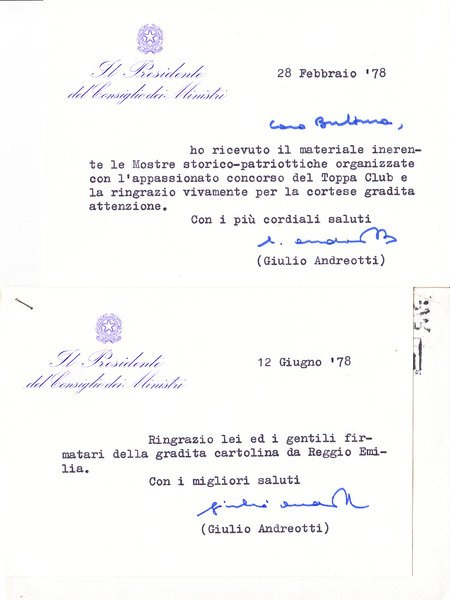 Il Presidente
del Consiglio dei Ministri
28 Febbraio '78
Caro
ho ricevuto il materiale ineren-
te le Mostre storico-patriottiche organizzate
con l'appassionato concorso del Toppa Club e
la ringrazio vivamente per la cortese gradita
attenzione.
Con i più cordiali saluti
(Giulio Andreotti)
Il Presidente
del Consiglio dei Ministri
12 Giugno '78
Ringrazio lei ed i gentili fir-
matari della gradita cartolina da Reggio Emi-
lia.
Con i migliori saluti
(Giulio Andreotti)